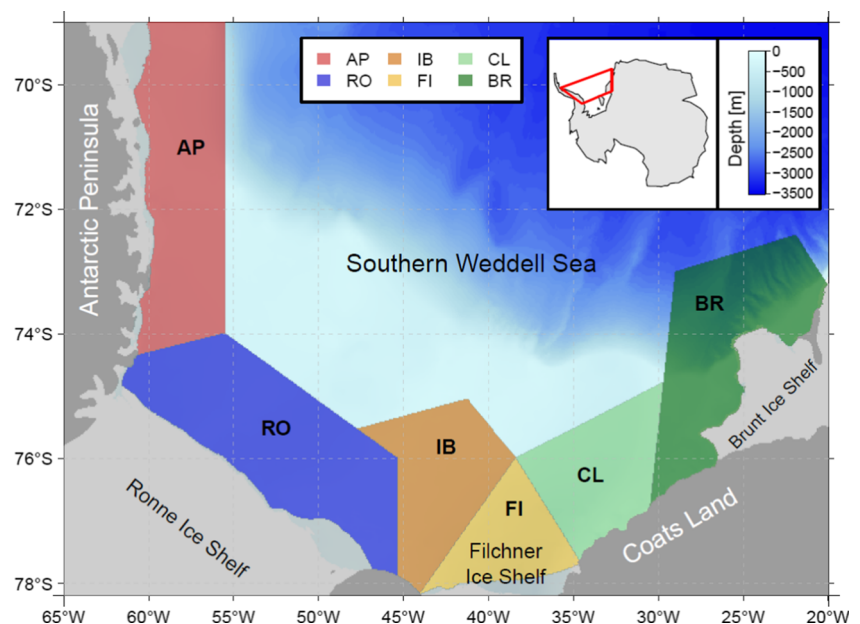 AP IB CL
RO FI BR
Depth [m]
0
−500
−1000
−1500
−2000
−2500
−3000
−3500
70°S
72°S
74°S
76°S
78°S
Antarctic Peninsula
AP
Southern Weddell Sea
BR
Brunt Ice Shelf
RO
IB
CL
FI
Ronne Ice Shelf
Filchner
Ice Shelf
Coats Land
65°W 60°W 55°W 50°W 45°W 40°W 35°W 30°W 25°W 20°W